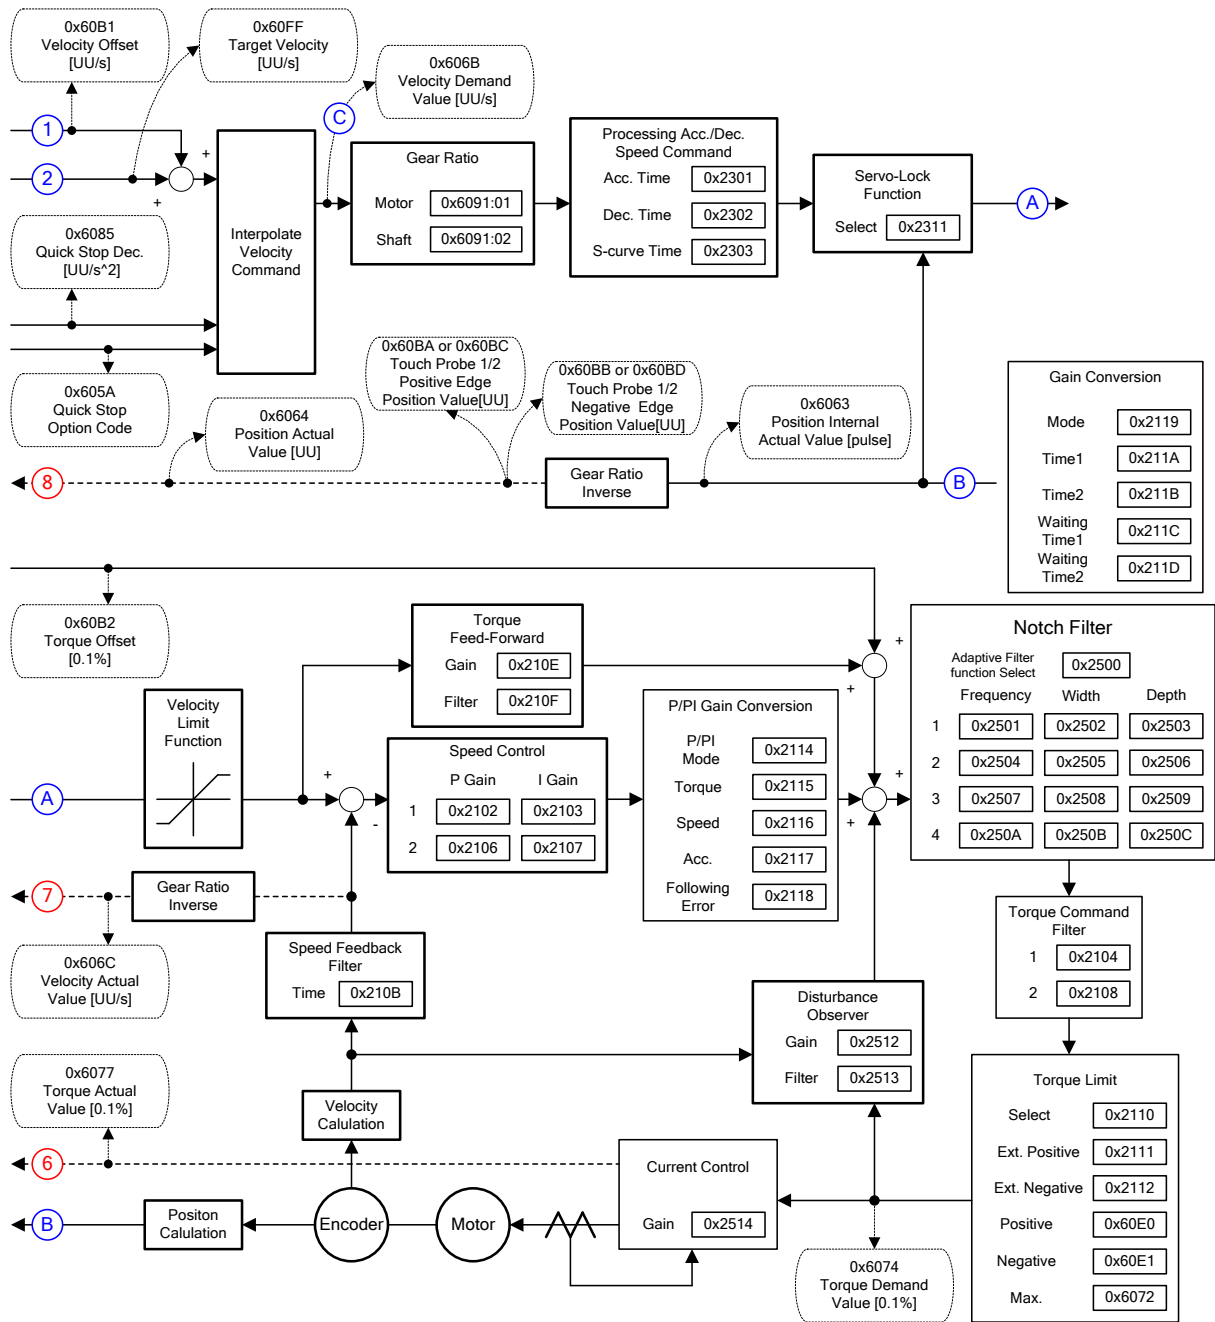 0x60B1
Velocity Offset
[UU/s]
0x60FF
Target Velocity
[UU/s]
0x606B
Velocity Demand
Value [UU/s]
1
2
+
+
C
0x6085
Quick Stop Dec.
[UU/s^2]
Interpolate
Velocity
Command
Gear Ratio
Motor 0x6091:01
Shaft 0x6091:02
Processing Acc./Dec.
Speed Command
Acc. Time 0x2301
Dec. Time 0x2302
S-curve Time 0x2303
Servo-Lock
Function
Select 0x2311
A
0x605A
Quick Stop
Option Code
0x6064
Position Actual
Value [UU]
0x60BA or 0x60BC
Touch Probe 1/2
Positive Edge
Position Value[UU]
0x60BB or 0x60BD
Touch Probe 1/2
Negative Edge
Position Value[UU]
0x6063
Position Internal
Actual Value [pulse]
8
Gear Ratio
Inverse
B
Gain Conversion
Mode 0x2119
Time1 0x211A
Time2 0x211B
Waiting
Time1 0x211C
Waiting
Time2 0x211D
0x60B2
Torque Offset
[0.1%]
Torque
Feed-Forward
Gain 0x210E
Filter 0x210F
+
+
Notch Filter
Adaptive Filter
function Select 0x2500
Frequency Width Depth
1 0x2501 0x2502 0x2503
2 0x2504 0x2505 0x2506
3 0x2507 0x2508 0x2509
4 0x250A 0x250B 0x250C
A
Velocity
Limit
Function
+
-
Speed Control
P Gain I Gain
1 0x2102 0x2103
2 0x2106 0x2107
P/PI Gain Conversion
P/PI
Mode 0x2114
Torque 0x2115
Speed 0x2116
Acc. 0x2117
Following
Error 0x2118
+
+
7
Gear Ratio
Inverse
0x606C
Velocity Actual
Value [UU/s]
Speed Feedback
Filter
Time 0x210B
Torque Command
Filter
1 0x2104
2 0x2108
Disturbance
Observer
Gain 0x2512
Filter 0x2513
0x6077
Torque Actual
Value [0.1%]
Velocity
Calulation
6
Torque Limit
Select 0x2110
Ext. Positive 0x2111
Ext. Negative 0x2112
Positive 0x60E0
Negative 0x60E1
Max. 0x6072
Current Control
Gain 0x2514
B
Positon
Calulation
Encoder
Motor
0x6074
Torque Demand
Value [0.1%]